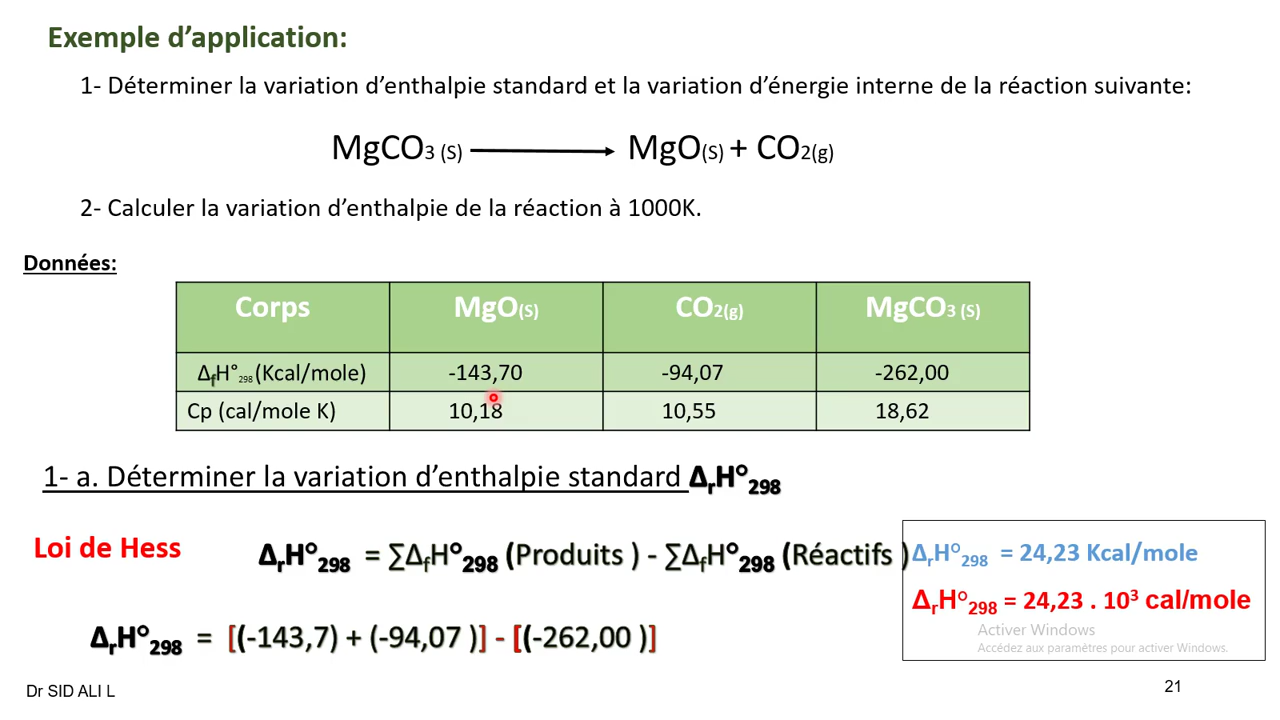 Exemple d’application:
1- Déterminer la variation d’enthalpie standard et la variation d’énergie interne de la réaction suivante:
MgCO3 (S) ⟶ MgO(S) + CO2(g)
2- Calculer la variation d’enthalpie de la réaction à 1000K.
Données:
Corps MgO(S) CO2(g) MgCO3 (S)
ΔfH°298 (Kcal/mole) -143,70 -94,07 -262,00
Cp (cal/mole K) 10,18 10,55 18,62
1- a. Déterminer la variation d’enthalpie standard ΔrH°298
Loi de Hess ΔrH°298 = ∑ΔfH°298 (Produits ) - ∑ΔfH°298 (Réactifs )
ΔrH°298 = 24,23 Kcal/mole
ΔrH°298 = 24,23 . 10³ cal/mole
ΔrH°298 = [(-143,7) + (-94,07 )] - [(-262,00 )]
Activer Windows
Accédez aux paramètres pour activer Windows.
Dr SID ALI L
21